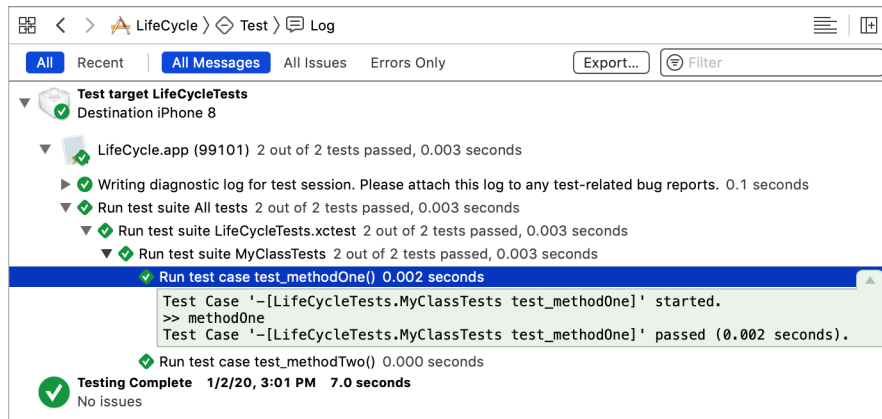 LifeCycle Test Log
All Recent All Messages All Issues Errors Only Export... Filter
Test target LifeCycleTests
Destination iPhone 8
LifeCycle.app (99101) 2 out of 2 tests passed, 0.003 seconds
Writing diagnostic log for test session. Please attach this log to any test-related bug reports. 0.1 seconds
Run test suite All tests 2 out of 2 tests passed, 0.003 seconds
Run test suite LifeCycleTests.xctest 2 out of 2 tests passed, 0.003 seconds
Run test suite MyClassTests 2 out of 2 tests passed, 0.003 seconds
Run test case test_methodOne() 0.002 seconds
Test Case '-[LifeCycleTests.MyClassTests test_methodOne]' started.
>> methodOne
Test Case '-[LifeCycleTests.MyClassTests test_methodOne]' passed (0.002 seconds).
Run test case test_methodTwo() 0.000 seconds
Testing Complete 1/2/20, 3:01 PM 7.0 seconds
No issues